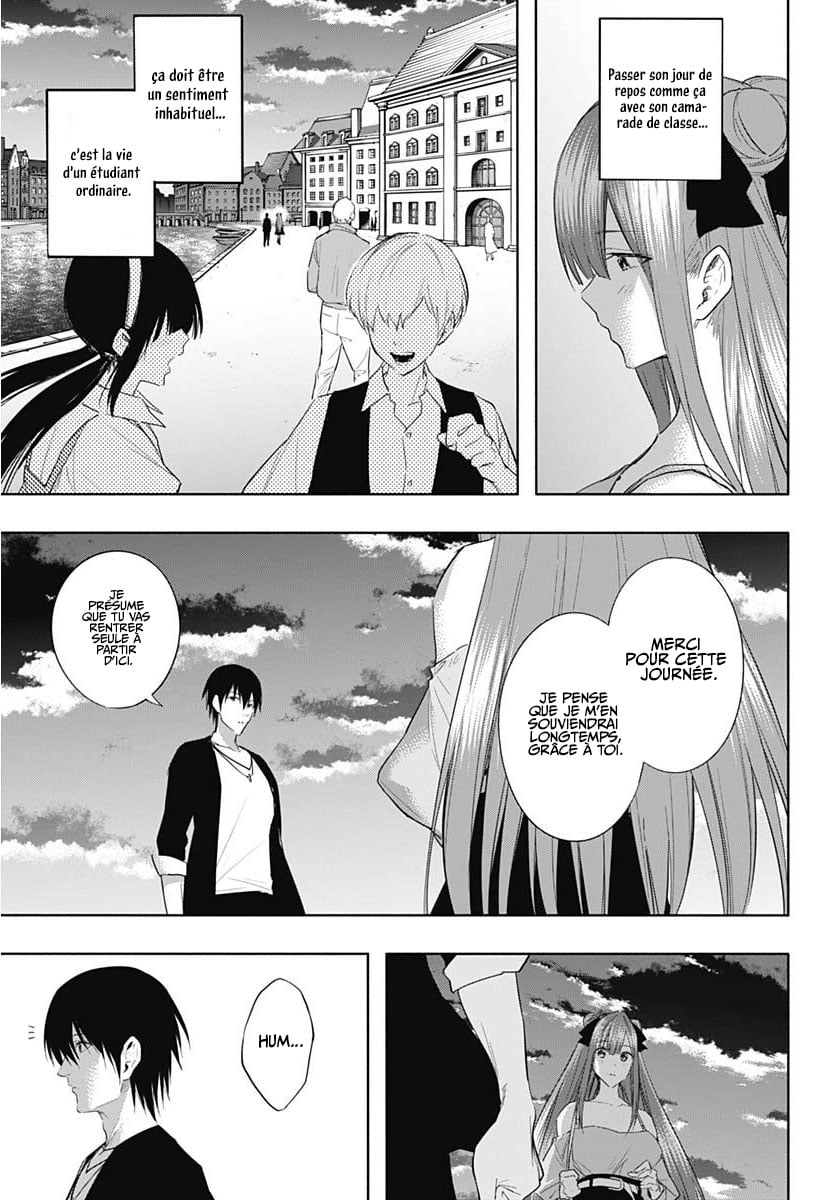 Passer son jour de
repos comme ça
avec son cama-
rade de classe...
ça doit être
un sentiment
inhabituel...
c'est la vie
d'un étudiant
ordinaire.
MERCI
POUR CETTE
JOURNÉE.
JE PENSE
QUE JE M'EN
SOUVIENDRAI
LONGTEMPS,
GRÂCE À TOI.
JE
PRÉSUME
QUE TU VAS
RENTRER
SEULE À
PARTIR
D'ICI.
HUM...